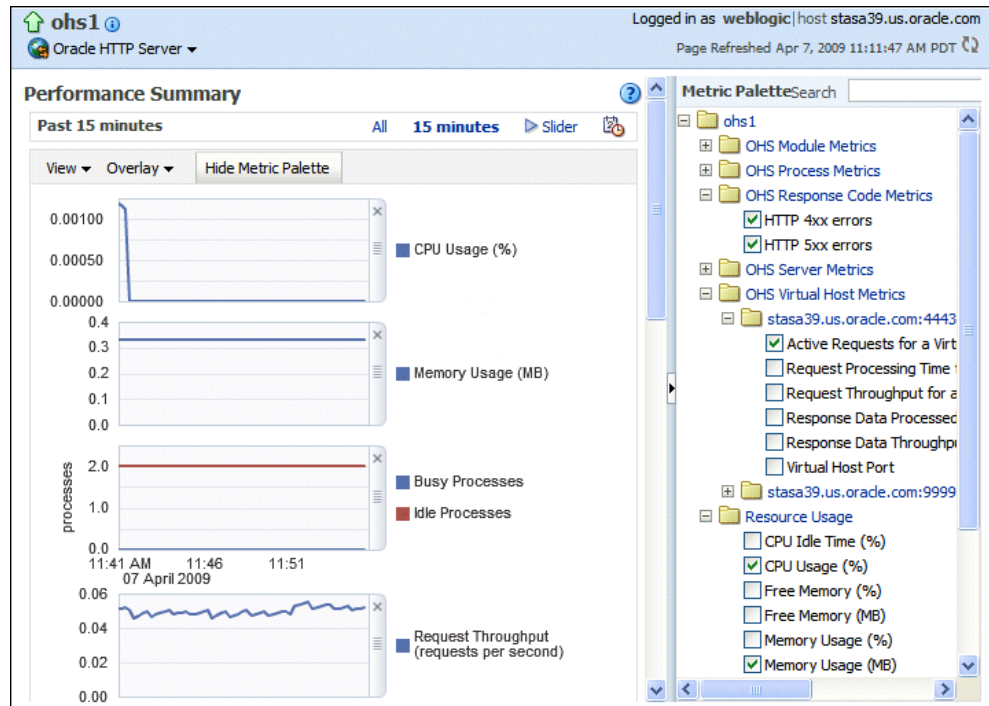 ohs1
Logged in as weblogic|host stasa39.us.oracle.com
Oracle HTTP Server
Page Refreshed Apr 7, 2009 11:11:47 AM PDT
Performance Summary
Past 15 minutes
All 15 minutes Slider
View Overlay Hide Metric Palette
0.00100
0.00050
0.00000
CPU Usage (%)
0.4
0.3
0.2
0.1
0.0
Memory Usage (MB)
processes
2.0
1.0
0.0
Busy Processes
Idle Processes
11:41 AM 11:46 11:51
07 April 2009
0.06
0.04
0.02
0.00
Request Throughput
(requests per second)
Metric Palette Search
ohs1
OHS Module Metrics
OHS Process Metrics
OHS Response Code Metrics
HTTP 4xx errors
HTTP 5xx errors
OHS Server Metrics
OHS Virtual Host Metrics
stasa39.us.oracle.com:4443
Active Requests for a Virt
Request Processing Time
Request Throughput for a
Response Data Processed
Response Data Throughpu
Virtual Host Port
stasa39.us.oracle.com:9999
Resource Usage
CPU Idle Time (%)
CPU Usage (%)
Free Memory (%)
Free Memory (MB)
Memory Usage (%)
Memory Usage (MB)